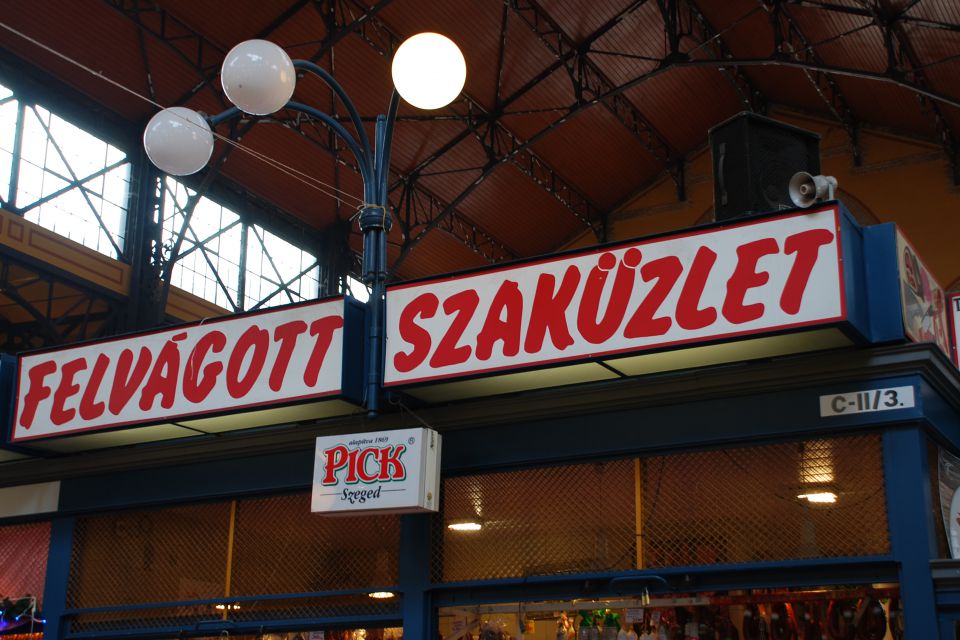 FELVÁGOTT SZAKÜZLET
C-II/3.
alapítva 1869
PICK®
Szeged